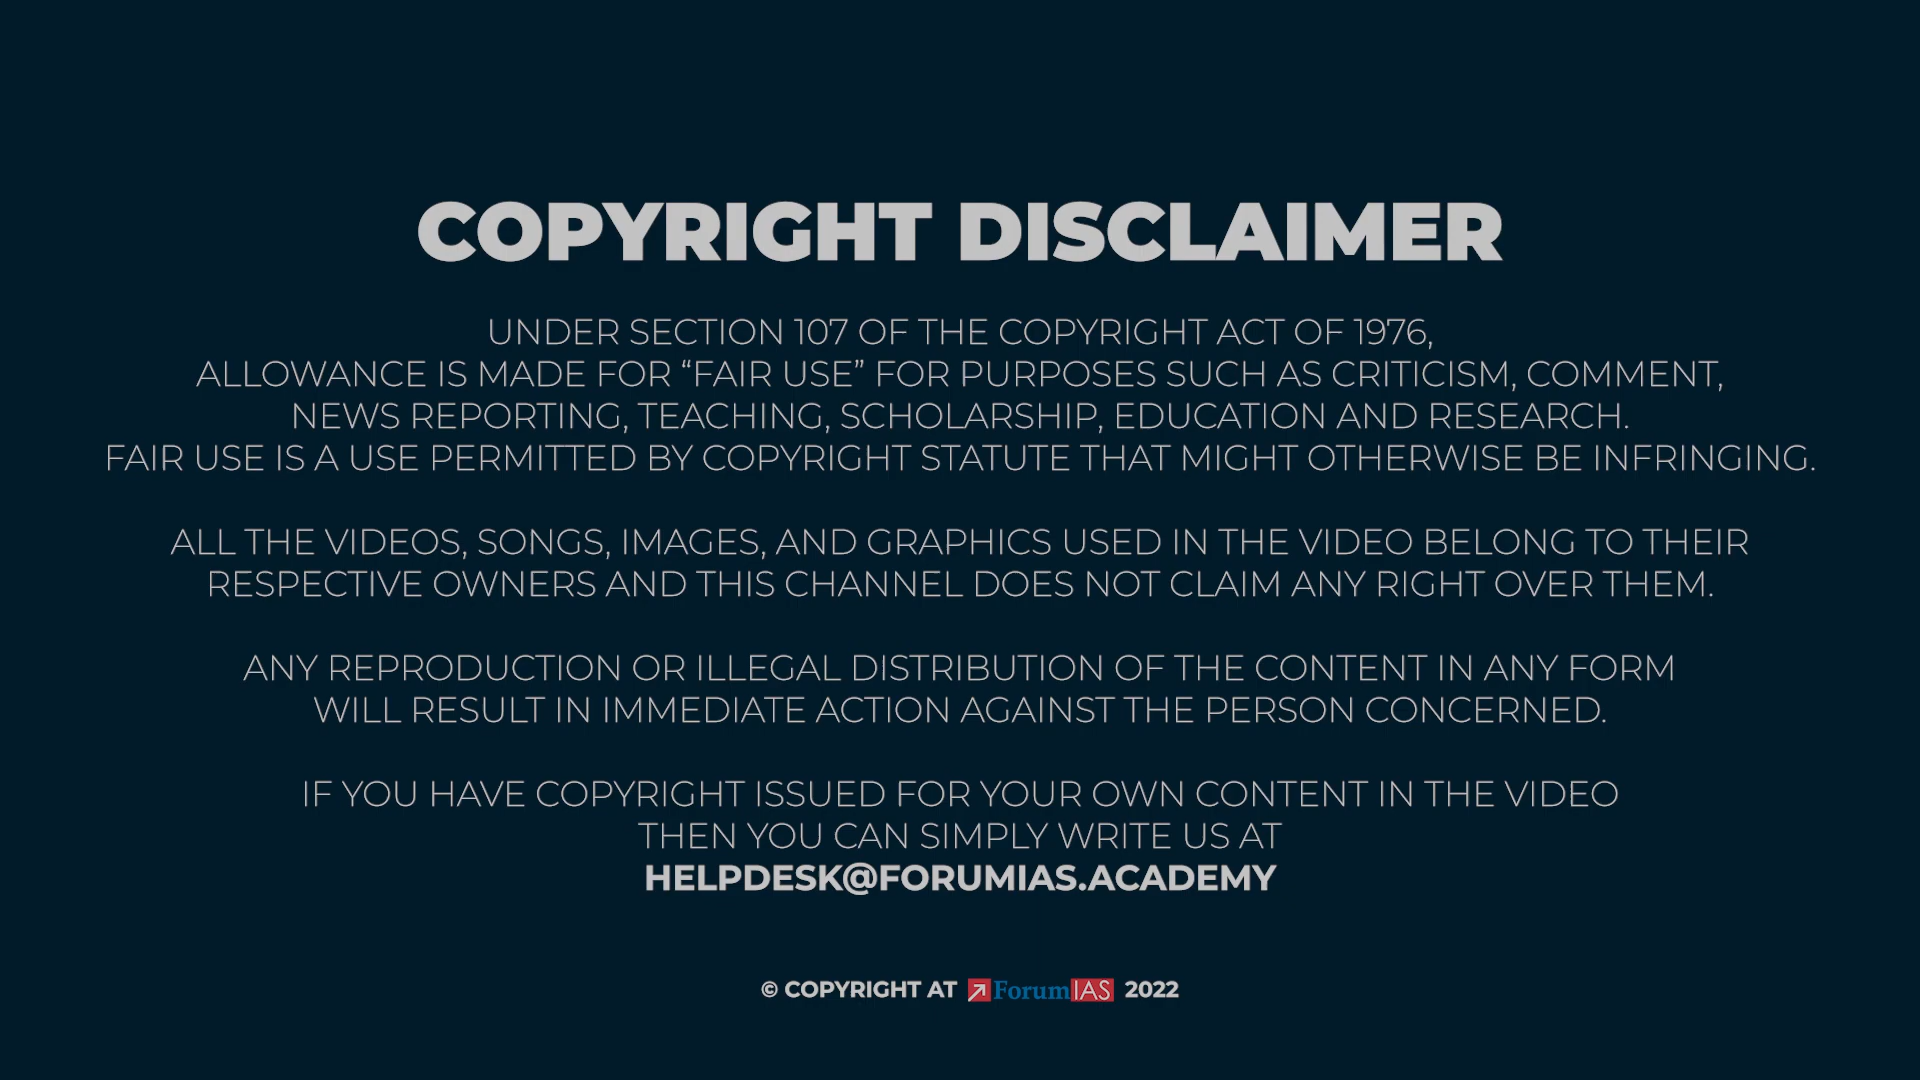 COPYRIGHT DISCLAIMER
UNDER SECTION 107 OF THE COPYRIGHT ACT OF 1976,
ALLOWANCE IS MADE FOR “FAIR USE” FOR PURPOSES SUCH AS CRITICISM, COMMENT,
NEWS REPORTING, TEACHING, SCHOLARSHIP, EDUCATION AND RESEARCH.
FAIR USE IS A USE PERMITTED BY COPYRIGHT STATUTE THAT MIGHT OTHERWISE BE INFRINGING.
ALL THE VIDEOS, SONGS, IMAGES, AND GRAPHICS USED IN THE VIDEO BELONG TO THEIR
RESPECTIVE OWNERS AND THIS CHANNEL DOES NOT CLAIM ANY RIGHT OVER THEM.
ANY REPRODUCTION OR ILLEGAL DISTRIBUTION OF THE CONTENT IN ANY FORM
WILL RESULT IN IMMEDIATE ACTION AGAINST THE PERSON CONCERNED.
IF YOU HAVE COPYRIGHT ISSUED FOR YOUR OWN CONTENT IN THE VIDEO
THEN YOU CAN SIMPLY WRITE US AT
HELPDESK@FORUMIAS.ACADEMY
© COPYRIGHT AT ForumIAS 2022